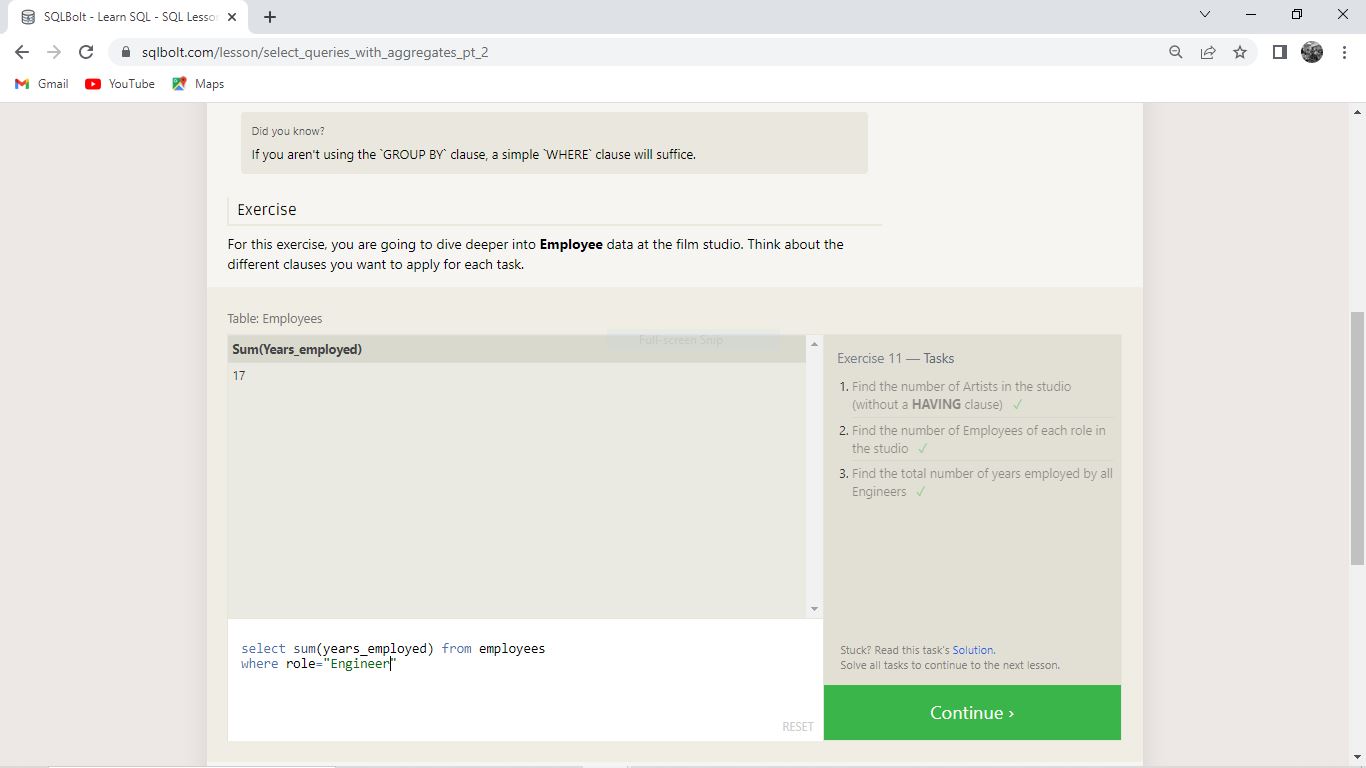 SQLBolt - Learn SQL - SQL Lesso
sqlbolt.com/lesson/select_queries_with_aggregates_pt_2
Gmail YouTube Maps
Did you know?
If you aren't using the `GROUP BY` clause, a simple `WHERE` clause will suffice.
Exercise
For this exercise, you are going to dive deeper into Employee data at the film studio. Think about the
different clauses you want to apply for each task.
Table: Employees
Full-screen Snip
Sum(Years_employed)
17
select sum(years_employed) from employees
where role="Engineer"
RESET
Exercise 11 — Tasks
1. Find the number of Artists in the studio
(without a HAVING clause) ✓
2. Find the number of Employees of each role in
the studio ✓
3. Find the total number of years employed by all
Engineers ✓
Stuck? Read this task's Solution.
Solve all tasks to continue to the next lesson.
Continue ›